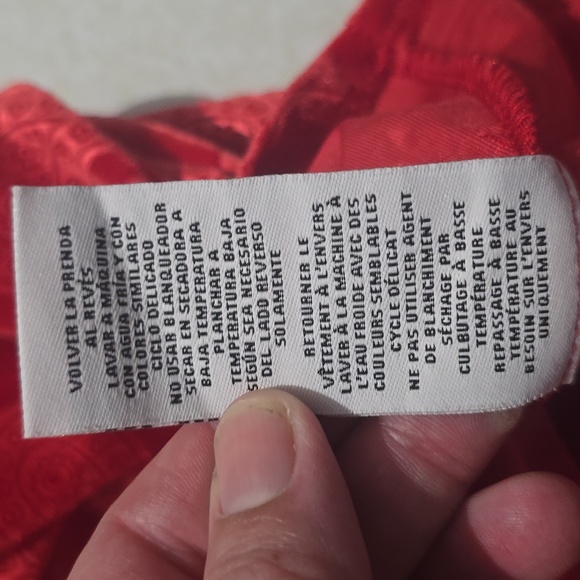 VOLVER LA PRENDA
AL REVÉS
LAVAR A MÁQUINA
CON AGUA FRÍA Y CON
COLORES SIMILARES
CICLO DELICADO
NO USAR BLANQUEADOR
SECAR EN SECADORA A
BAJA TEMPERATURA
PLANCHAR A
TEMPERATURA BAJA
SEGÚN SEA NECESARIO
DEL LADO REVERSO
SOLAMENTE
RETOURNER LE
VÊTEMENT À L'ENVERS
LAVER À LA MACHINE À
L'EAU FROIDE AVEC DES
COULEURS SEMBLABLES
CYCLE DÉLICAT
NE PAS UTILISER AGENT
DE BLANCHIMENT
SÉCHAGE PAR
CULBUTAGE À BASSE
TEMPÉRATURE
REPASSAGE À BASSE
TEMPÉRATURE AU
BESOIN SUR L'ENVERS
UNIQUEMENT